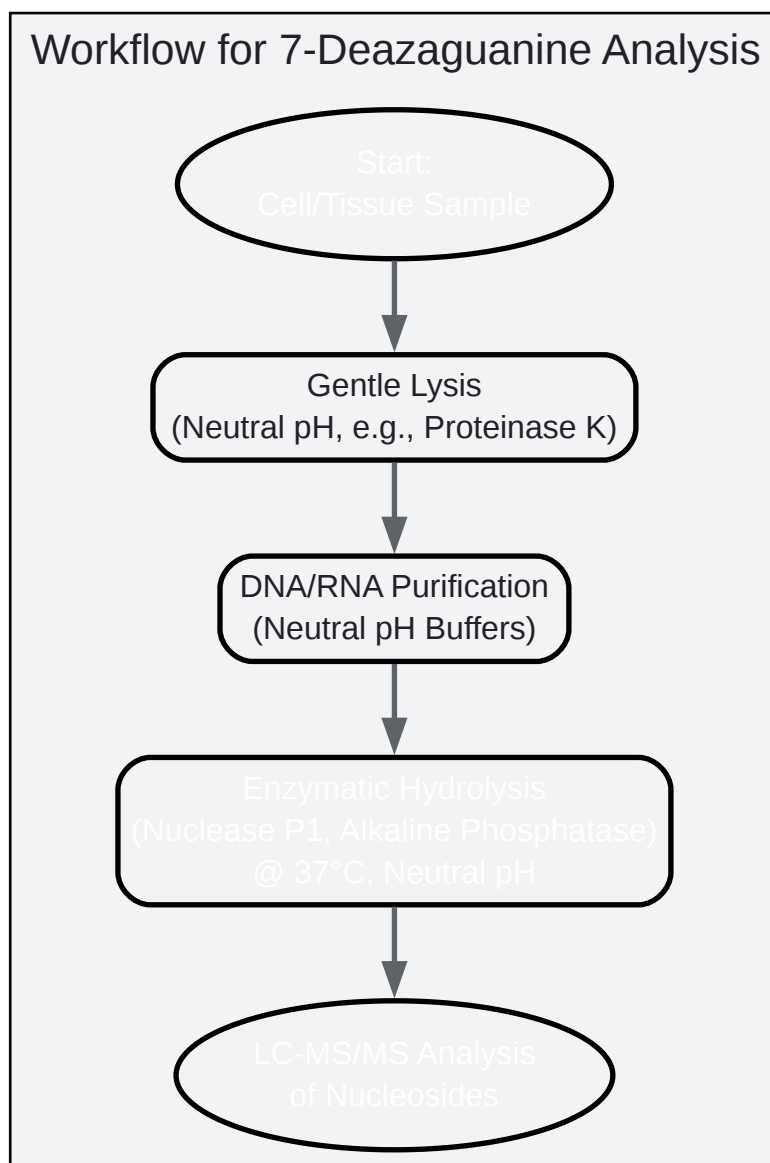 Workflow for 7-Deazaguanine Analysis
Start:
Cell/Tissue Sample
Gentle Lysis
(Neutral pH, e.g., Proteinase K)
DNA/RNA Purification
(Neutral pH Buffers)
Enzymatic Hydrolysis
(Nuclease P1, Alkaline Phosphatase)
@ 37°C, Neutral pH
LC-MS/MS Analysis
of Nucleosides